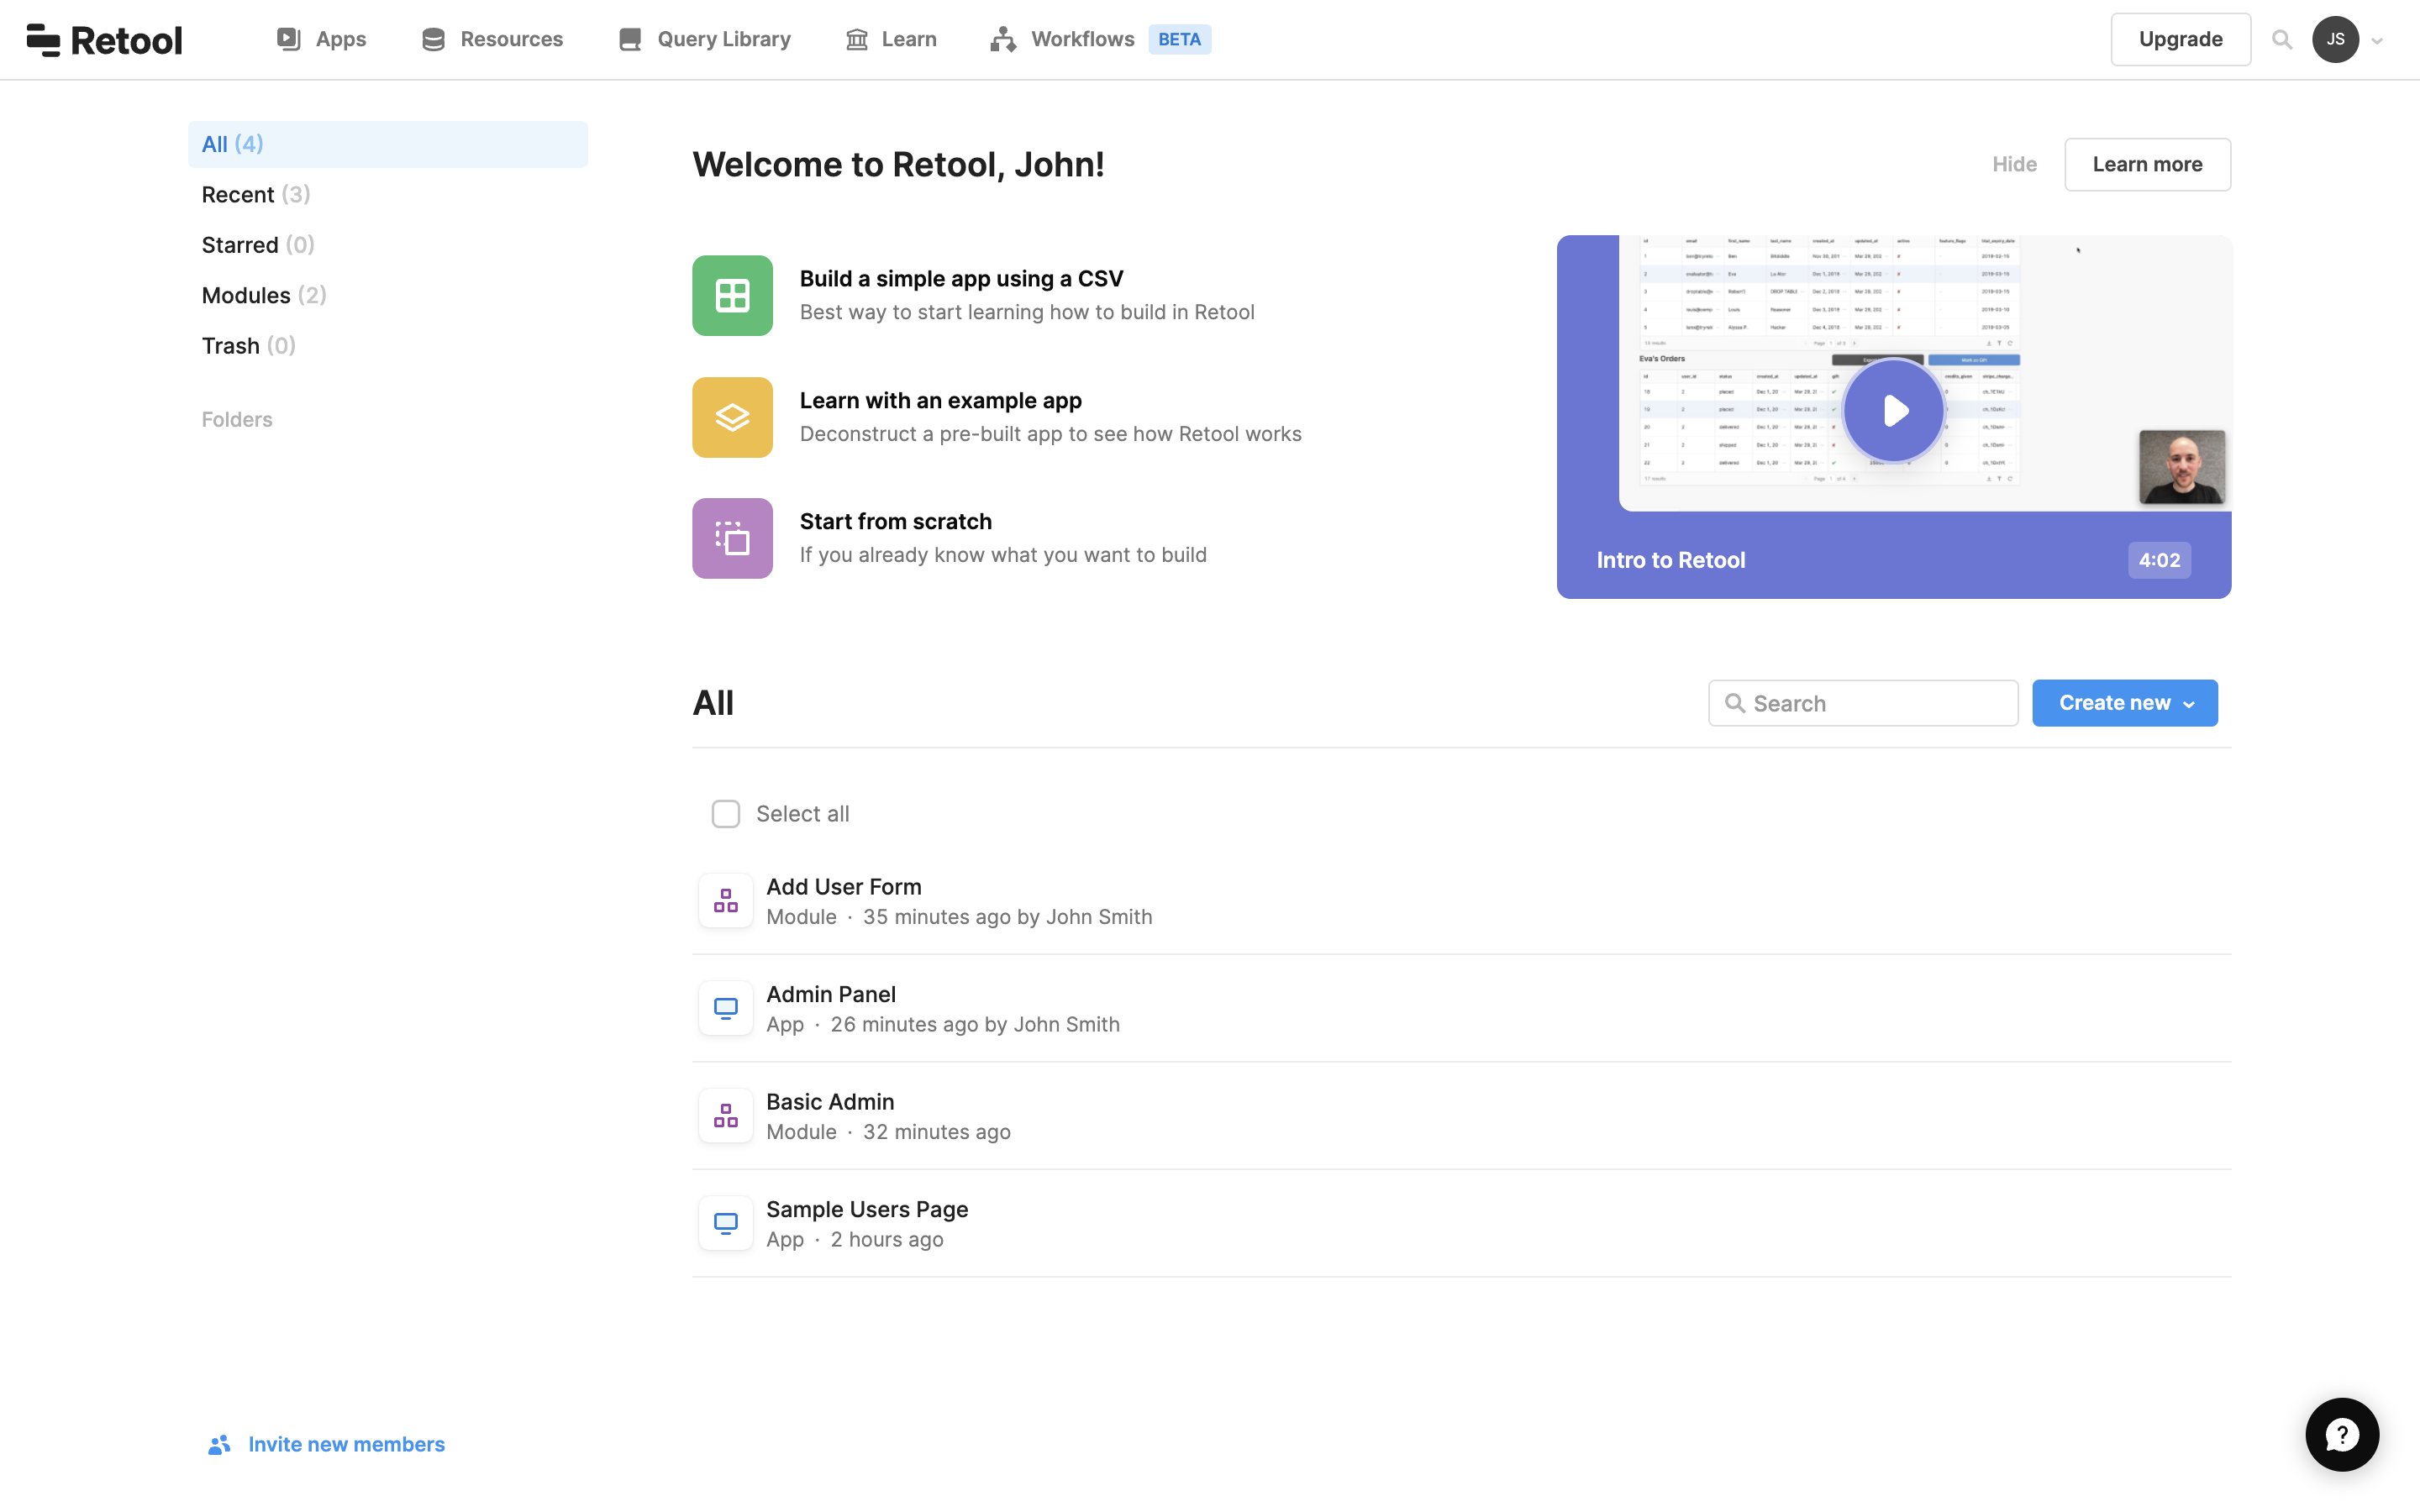 Retool
Apps
Resources
Query Library
Learn
Workflows BETA
Upgrade
JS
All (4)
Recent (3)
Starred (0)
Modules (2)
Trash (0)
Folders
Welcome to Retool, John!
Hide
Learn more
Build a simple app using a CSV
Best way to start learning how to build in Retool
Learn with an example app
Deconstruct a pre-built app to see how Retool works
Start from scratch
If you already know what you want to build
Eva's Orders
Intro to Retool
4:02
All
Search
Create new
Select all
Add User Form
Module · 35 minutes ago by John Smith
Admin Panel
App · 26 minutes ago by John Smith
Basic Admin
Module · 32 minutes ago
Sample Users Page
App · 2 hours ago
Invite new members
?